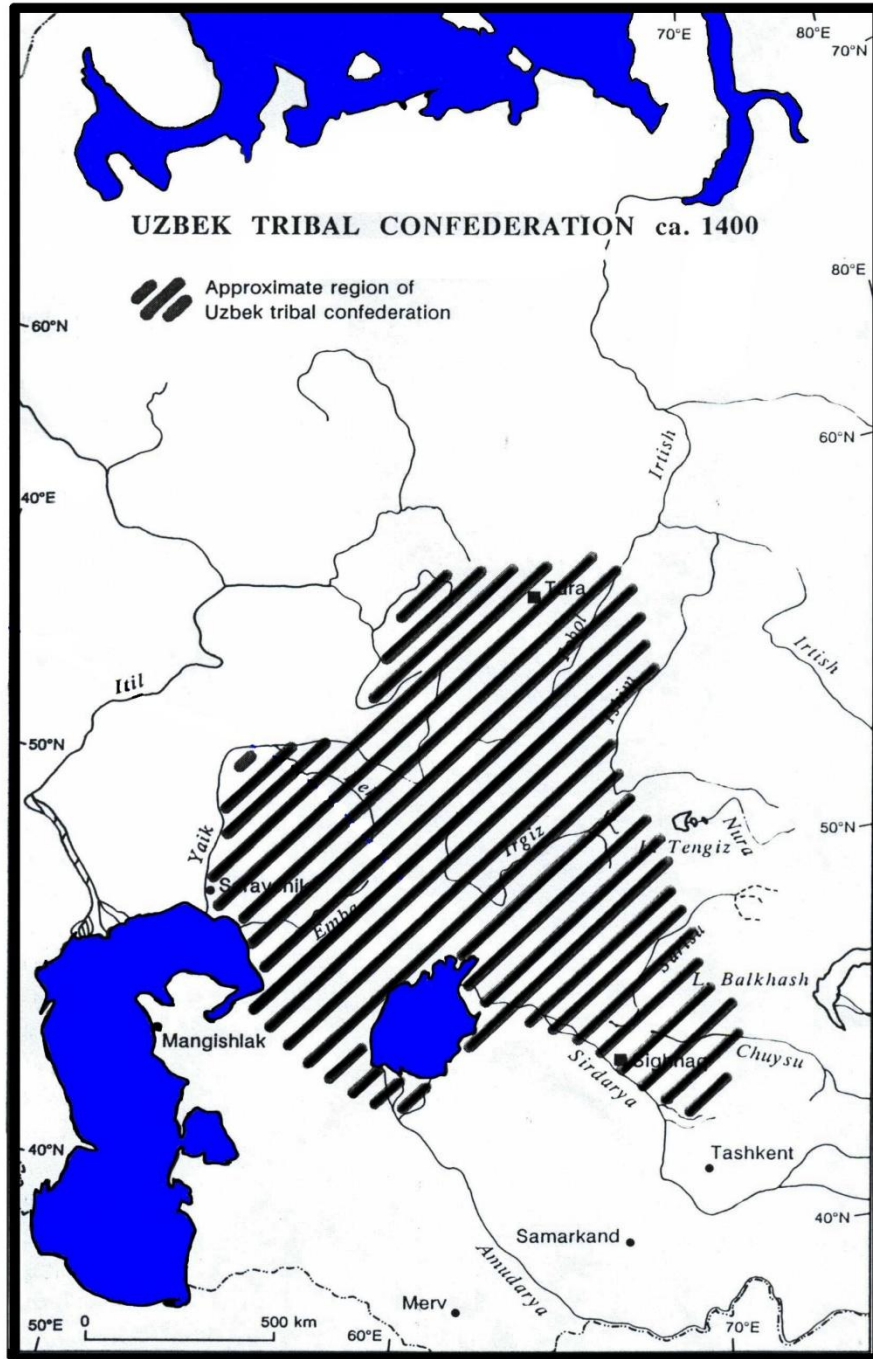 70°E
80°E
70°N
UZBEK TRIBAL CONFEDERATION ca. 1400
Approximate region of
Uzbek tribal confederation
80°E
60°N
60°N
Irtish
40°E
Tura
Irtish
Itil
Ishim
50°N
50°N
Nura
Irgiz
L. Tengiz
Yaik
Emba
Sarisu
L. Balkhash
Mangishlak
Chuysu
Sighnaq
Sirdarya
40°N
Tashkent
40°N
Samarkand
Amudarya
Merv
50°E
0
500 km
60°E
70°E